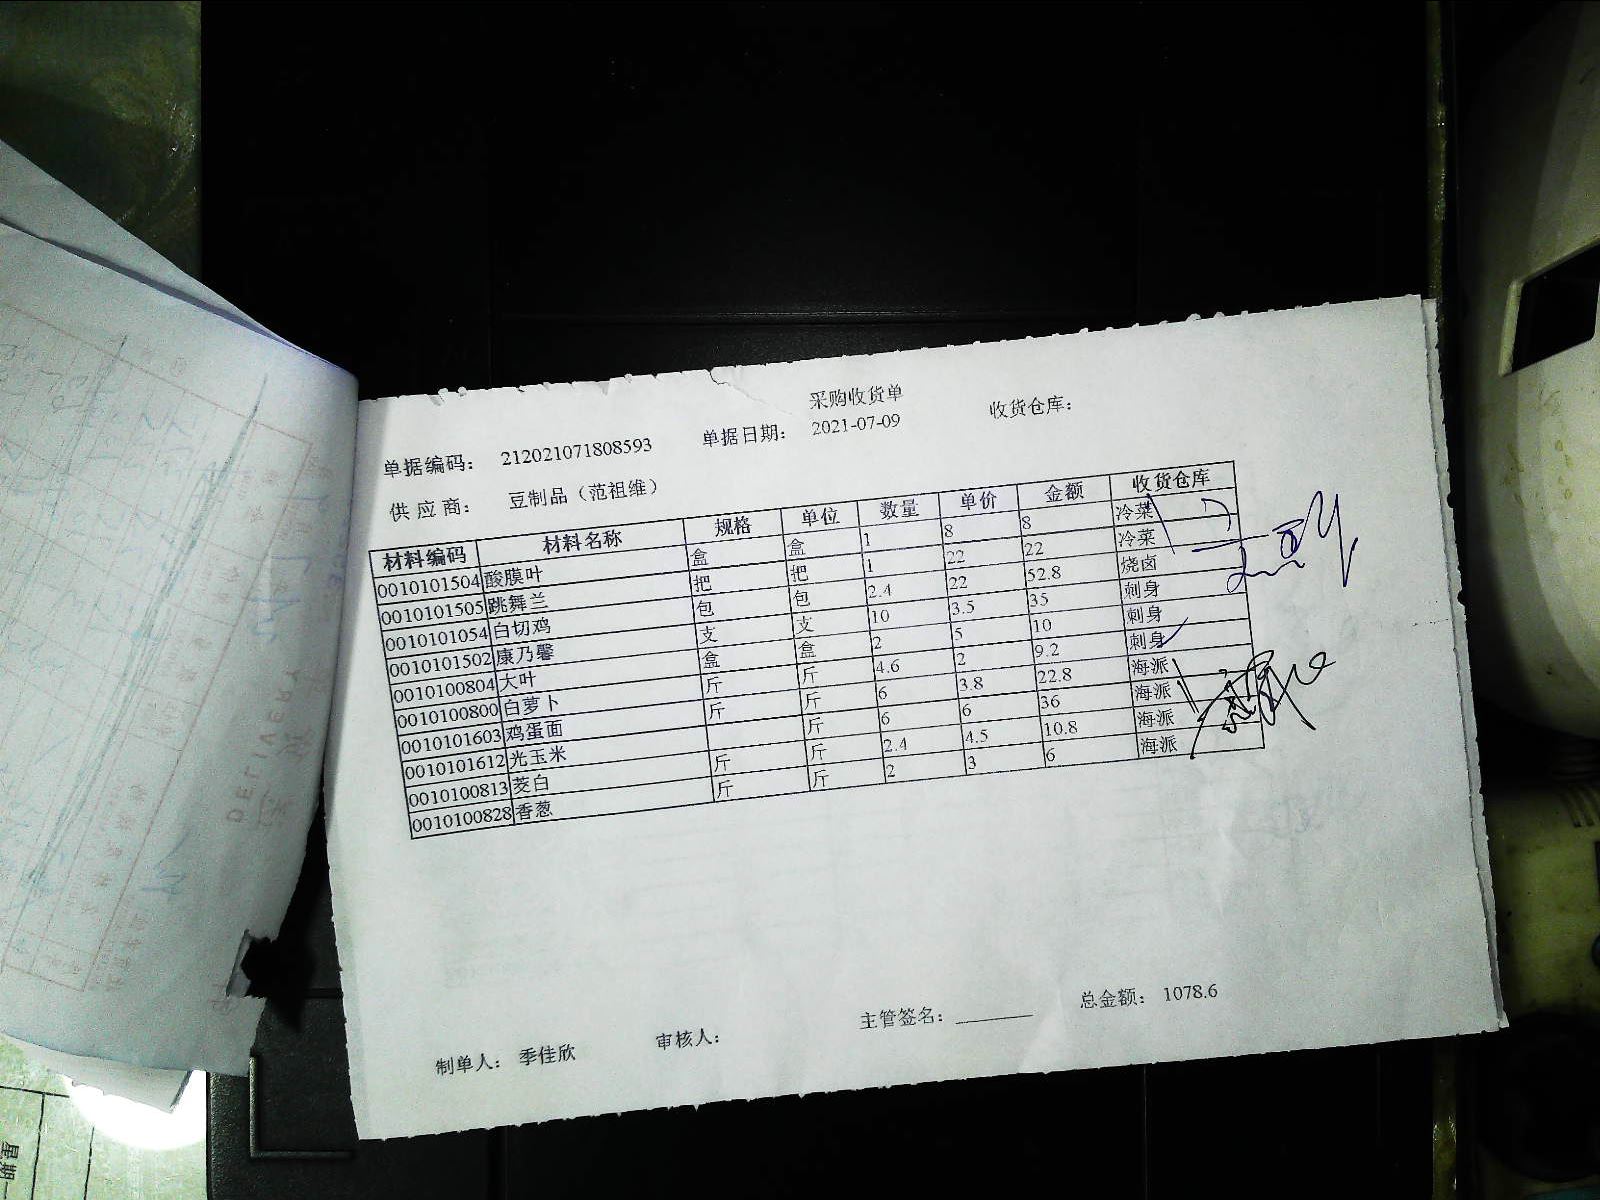 采购收货单
单据编码： 212021071808593 单据日期： 2021-07-09 收货仓库：
供应商： 豆制品（范祖维）
材料编码 材料名称 规格 单位 数量 单价 金额 收货仓库
0010101504 酸膜叶 盒 盒 1 8 8 冷菜
0010101505 跳舞兰 把 把 1 22 22 冷菜
0010101054 白切鸡 包 包 2.4 22 52.8 烧卤
0010101502 康乃馨 支 支 10 3.5 35 刺身
0010100804 大叶 盒 盒 2 5 10 刺身
0010100800 白萝卜 斤 斤 4.6 2 9.2 刺身
0010101603 鸡蛋面 斤 斤 6 3.8 22.8 海派
0010101612 光玉米 斤 6 6 36 海派
0010100813 茭白 斤 斤 2.4 4.5 10.8 海派
0010100828 香葱 斤 斤 2 3 6 海派
制单人： 季佳欣 审核人： 主管签名： 总金额： 1078.6
DELIVERY
星期一